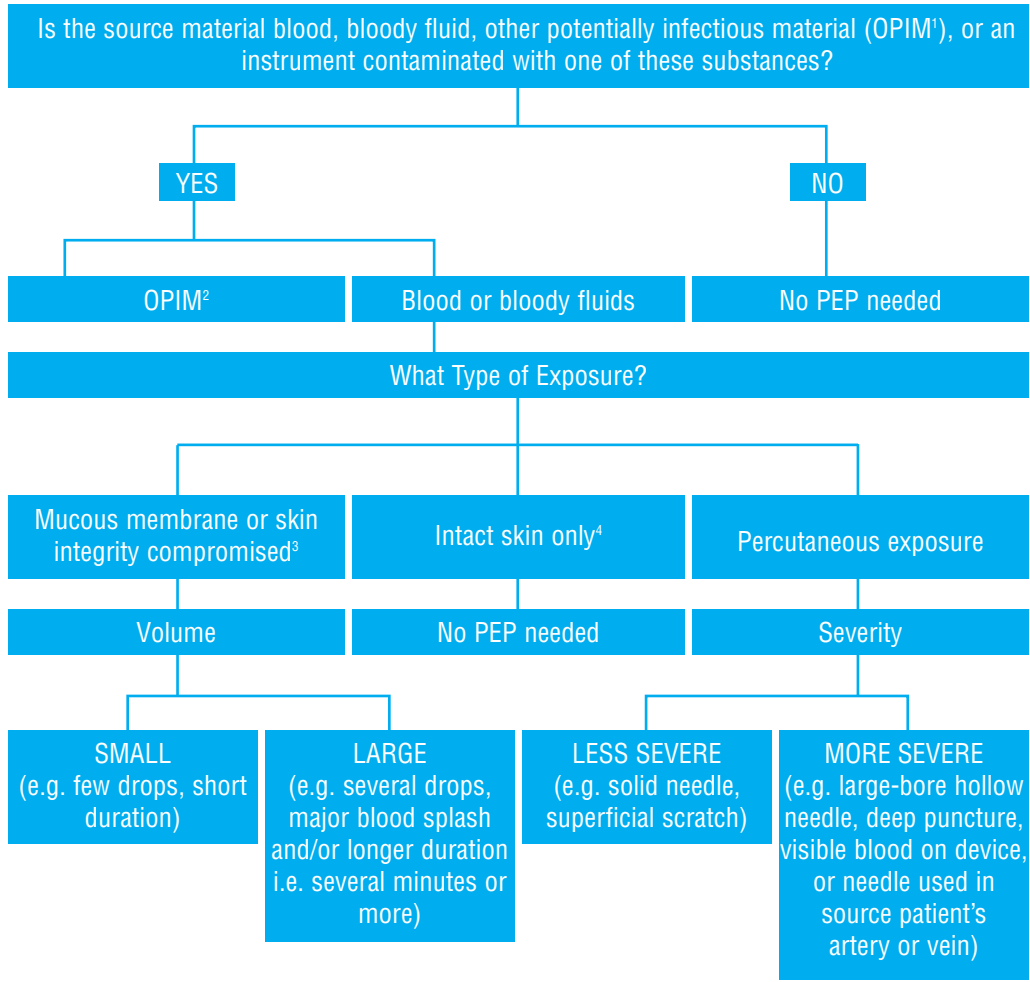 Is the source material blood, bloody fluid, other potentially infectious material (OPIM¹), or an
instrument contaminated with one of these substances?
YES
NO
OPIM²
Blood or bloody fluids
No PEP needed
What Type of Exposure?
Mucous membrane or skin
integrity compromised³
Intact skin only⁴
Percutaneous exposure
Volume
No PEP needed
Severity
SMALL
(e.g. few drops, short
duration)
LARGE
(e.g. several drops,
major blood splash
and/or longer duration
i.e. several minutes or
more)
LESS SEVERE
(e.g. solid needle,
superficial scratch)
MORE SEVERE
(e.g. large-bore hollow
needle, deep puncture,
visible blood on device,
or needle used in
source patient’s
artery or vein)